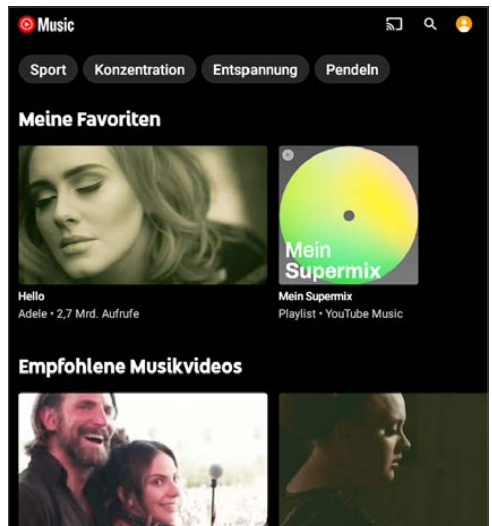 Music
Sport Konzentration Entspannung Pendeln
Meine Favoriten
Mein
Supermix
Hello
Adele • 2,7 Mrd. Aufrufe
Mein Supermix
Playlist • YouTube Music
Empfohlene Musikvideos